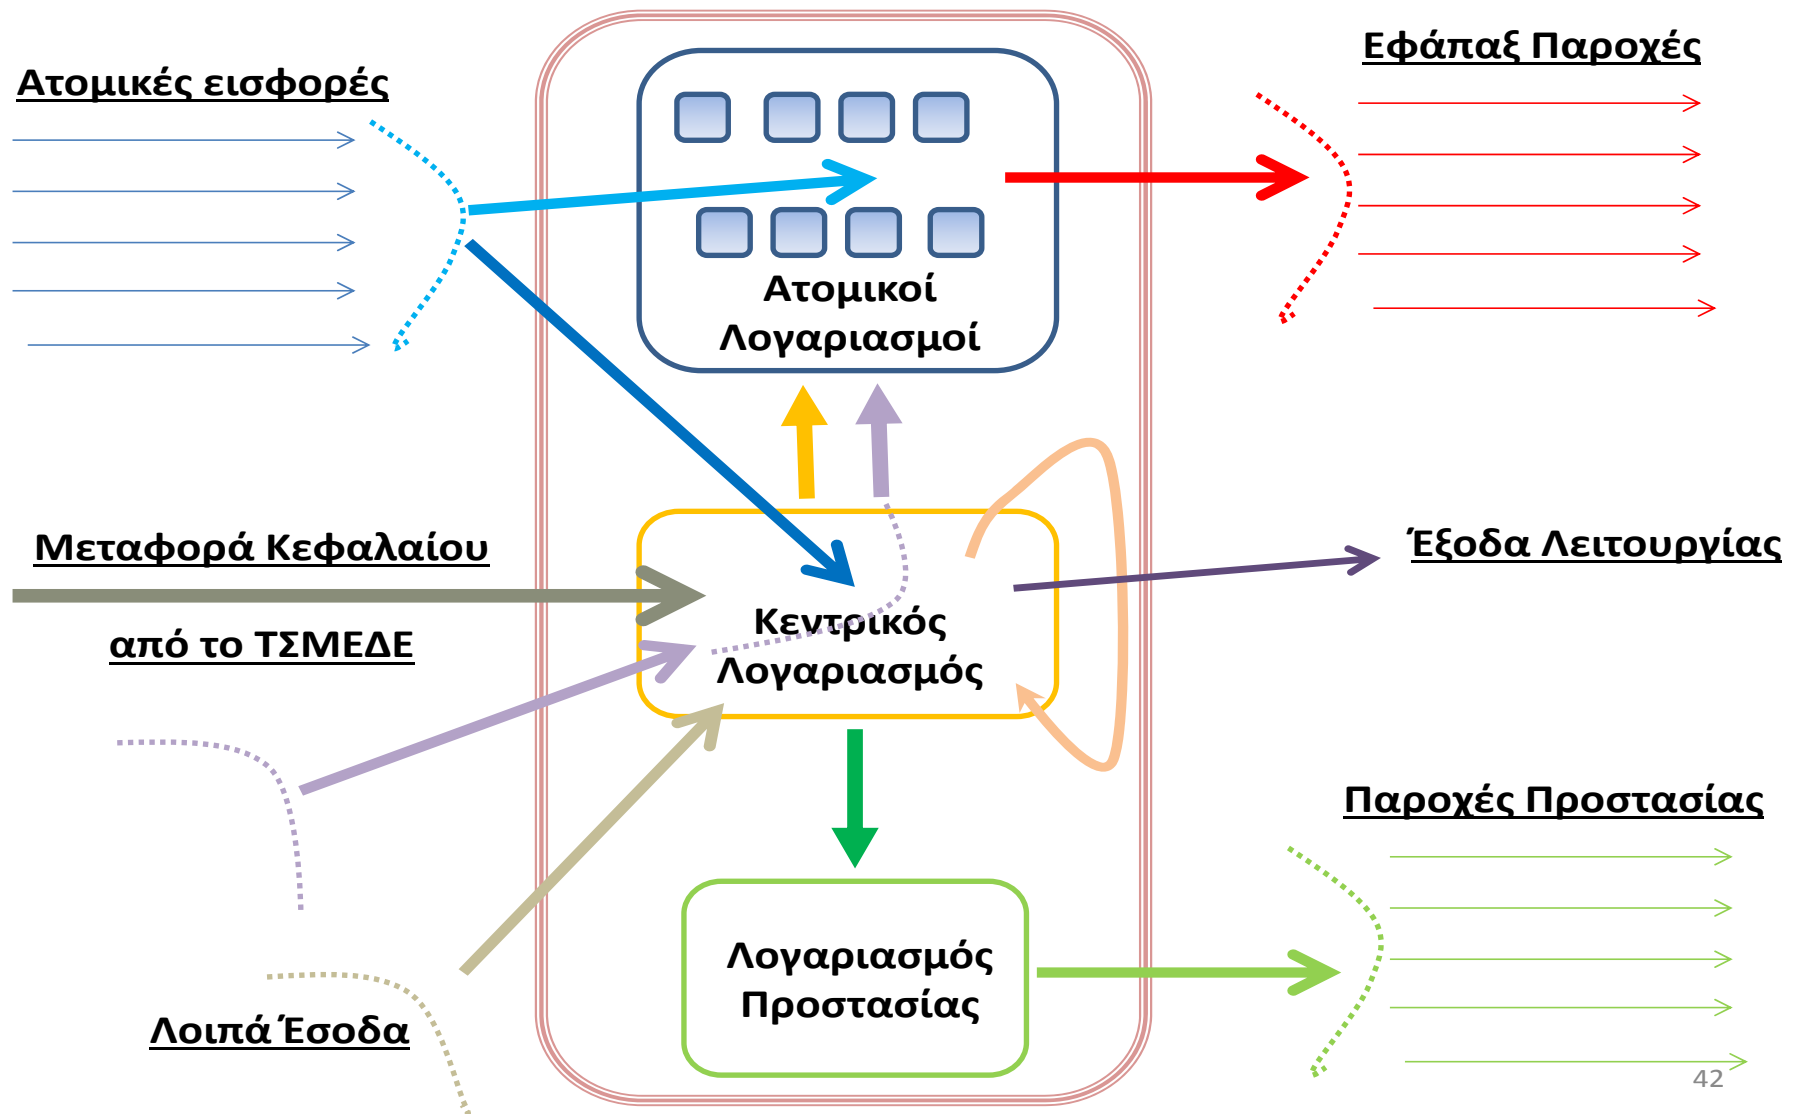 Ατομικές εισφορές
Εφάπαξ Παροχές
Ατομικοί
Λογαριασμοί
Μεταφορά Κεφαλαίου
από το ΤΣΜΕΔΕ
Έξοδα Λειτουργίας
Κεντρικός
Λογαριασμός
Παροχές Προστασίας
Λογαριασμός
Προστασίας
Λοιπά Έσοδα
42